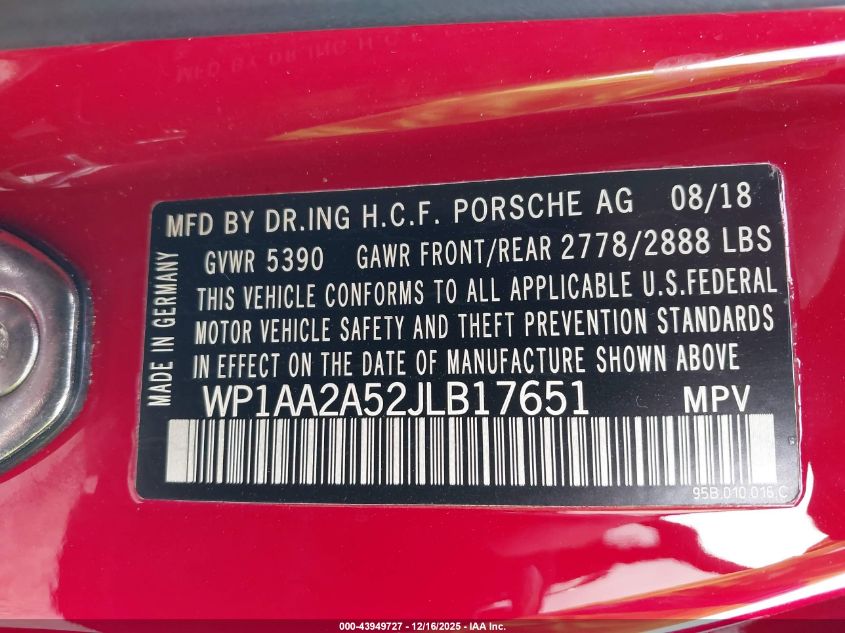 MFD BY DR.ING H.C.F. PORSCHE AG 08/18
GVWR 5390 GAWR FRONT/REAR 2778/2888 LBS
THIS VEHICLE CONFORMS TO ALL APPLICABLE U.S.FEDERAL
MOTOR VEHICLE SAFETY AND THEFT PREVENTION STANDARDS
IN EFFECT ON THE DATE OF MANUFACTURE SHOWN ABOVE
WP1AA2A52JLB17651 MPV
MADE IN GERMANY
95B.010.016.C
000-43949727 - 12/16/2025 - IAA Inc.